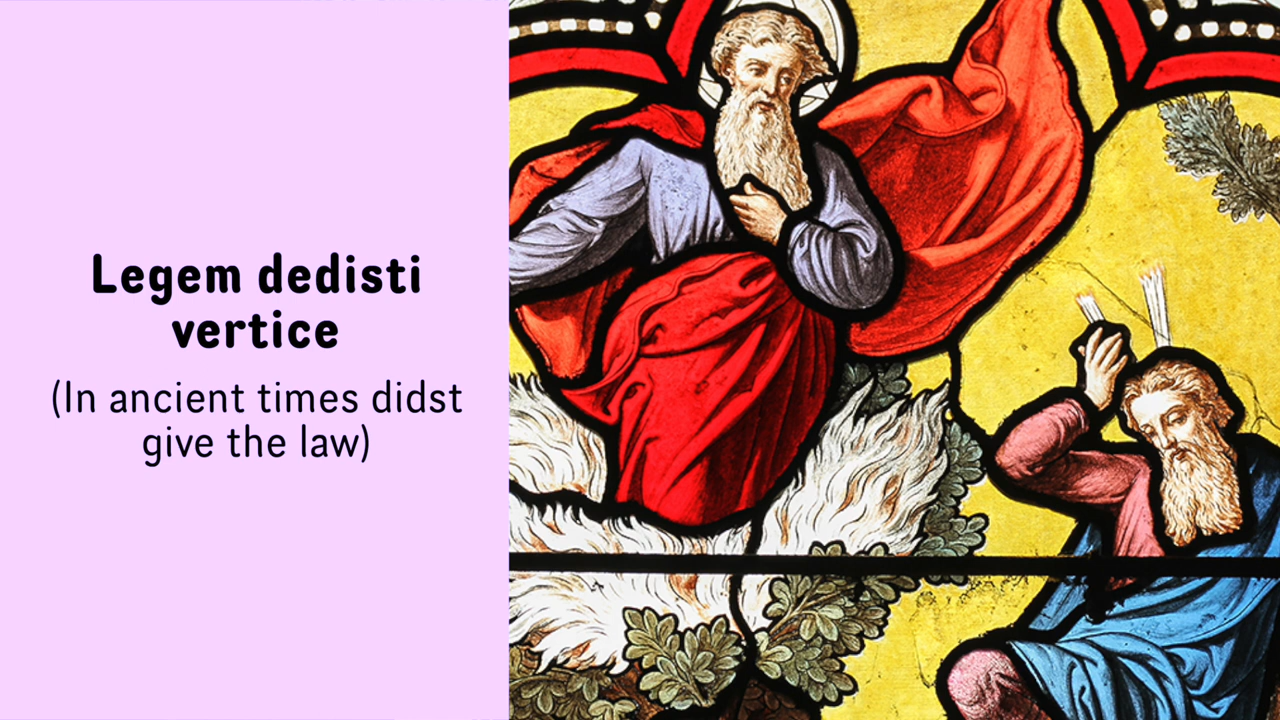 Legem dedisti
vertice
(In ancient times didst
give the law)